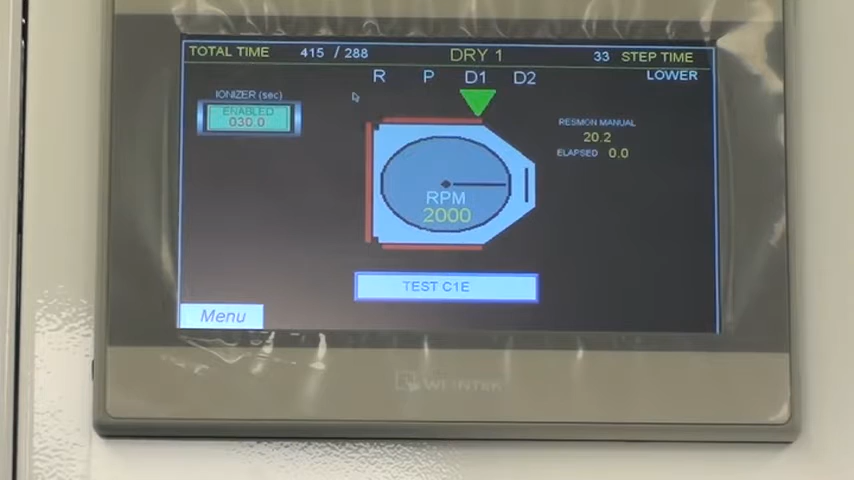 TOTAL TIME 415 / 288 DRY 1 33 STEP TIME
R P D1 D2 LOWER
IONIZER (sec)
ENABLED
030.0
RESMON MANUAL
20.2
ELAPSED 0.0
RPM
2000
TEST C1E
Menu
WEINTEK